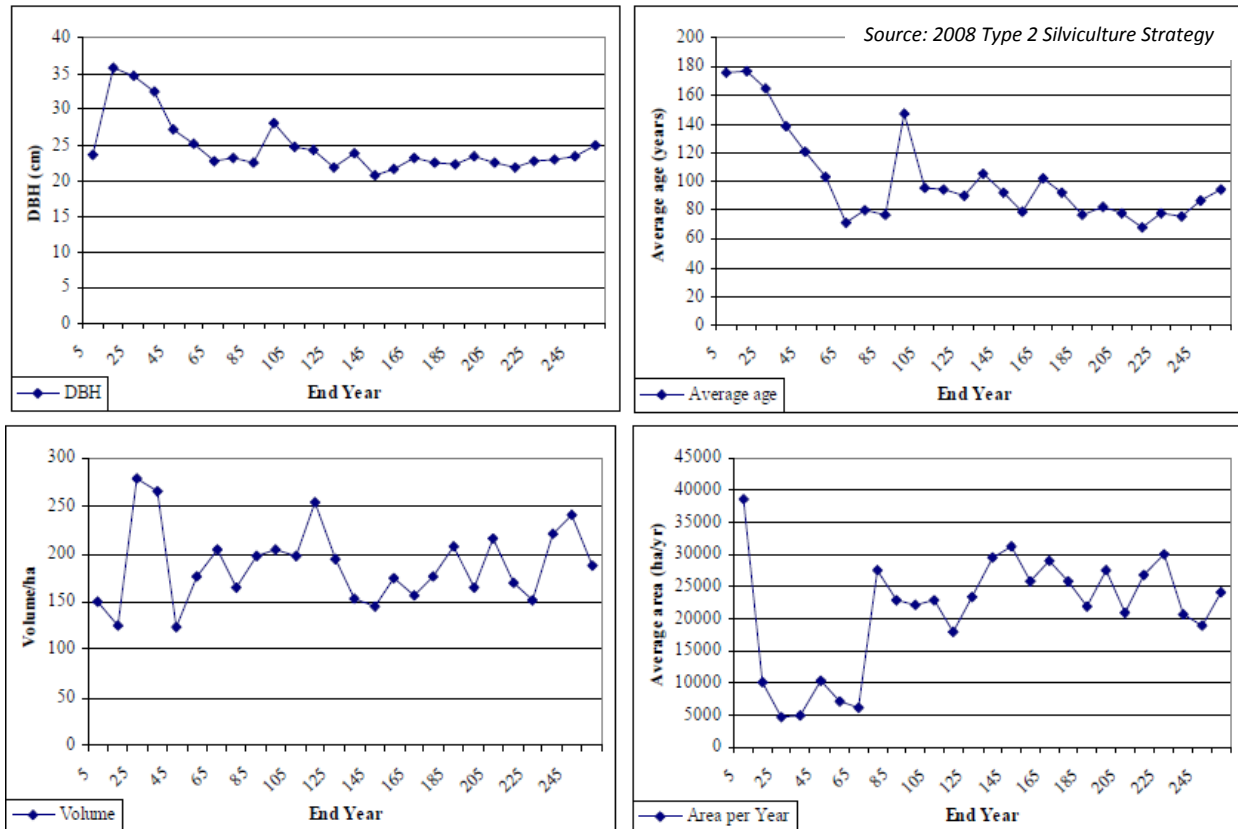 Source: 2008 Type 2 Silviculture Strategy
40
35
30
25
20
15
10
5
0
DBH (cm)
5 25 45 65 85 105 125 145 165 185 205 225 245
End Year
DBH
200
180
160
140
120
100
80
60
40
20
0
Average age (years)
5 25 45 65 85 105 125 145 165 185 205 225 245
End Year
Average age
300
250
200
150
100
50
0
Volume/ha
5 25 45 65 85 105 125 145 165 185 205 225 245
End Year
Volume
45000
40000
35000
30000
25000
20000
15000
10000
5000
0
Average area (ha/yr)
5 25 45 65 85 105 125 145 165 185 205 225 245
End Year
Area per Year